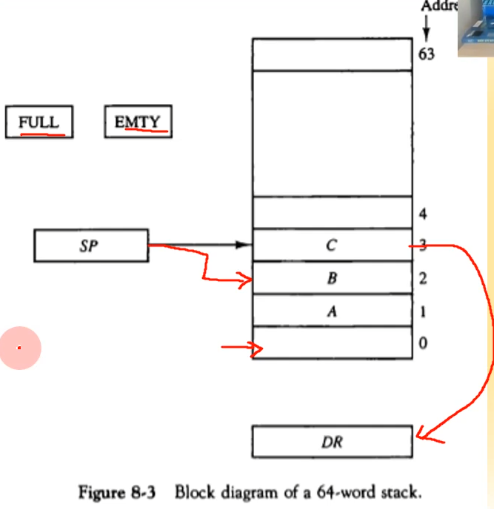 Addre
63
FULL
EMTY
4
SP
C
3
B
2
A
1
0
DR
Figure 8-3 Block diagram of a 64-word stack.